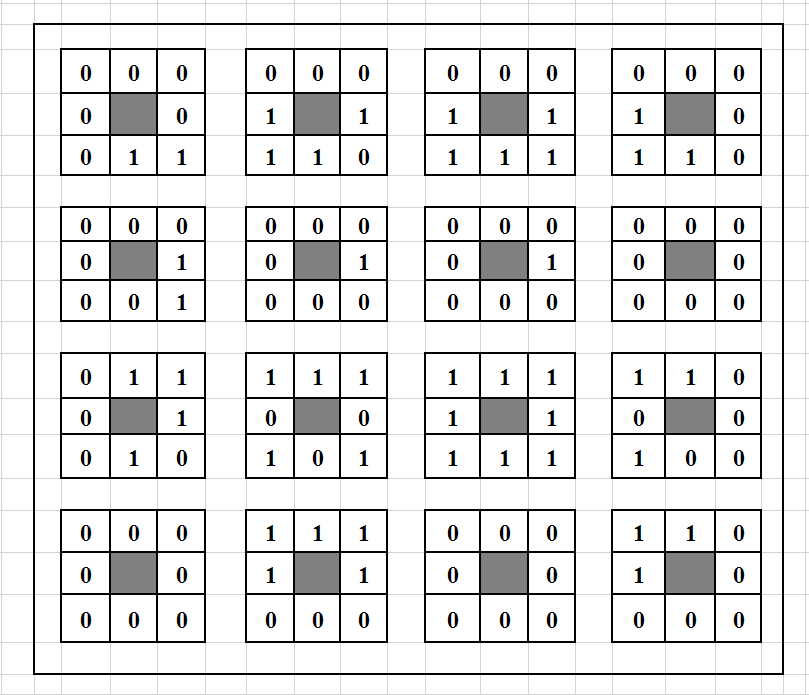 0 0 0 0 0 0 0 0 0 0 0 0
0 0 1 1 1 1 1 0
0 1 1 1 1 0 1 1 1 1 1 0
0 0 0 0 0 0 0 0 0 0 0 0
0 1 0 1 0 1 0 0
0 0 1 0 0 0 0 0 0 0 0 0
0 1 1 1 1 1 1 1 1 1 1 0
0 1 0 0 1 1 0 0
0 1 0 1 0 1 1 1 1 1 0 0
0 0 0 1 1 1 0 0 0 1 1 0
0 0 1 1 0 0 1 0
0 0 0 0 0 0 0 0 0 0 0 0